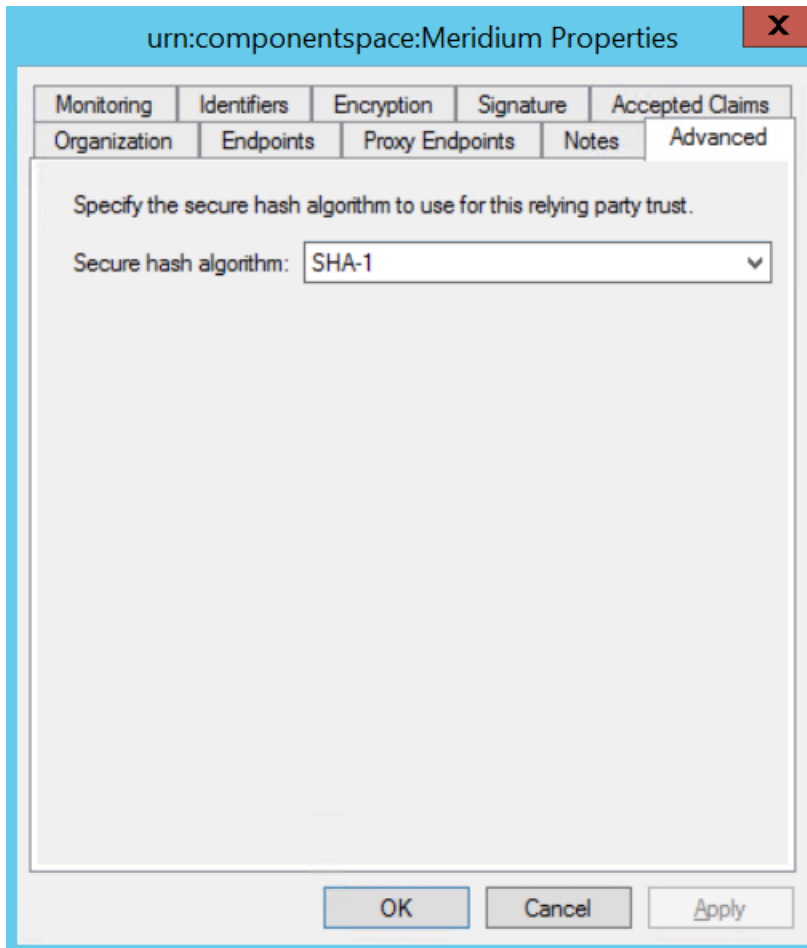 urn:componentspace:Meridium Properties
X
Monitoring Identifiers Encryption Signature Accepted Claims
Organization Endpoints Proxy Endpoints Notes Advanced
Specify the secure hash algorithm to use for this relying party trust.
Secure hash algorithm: SHA-1
OK Cancel Apply